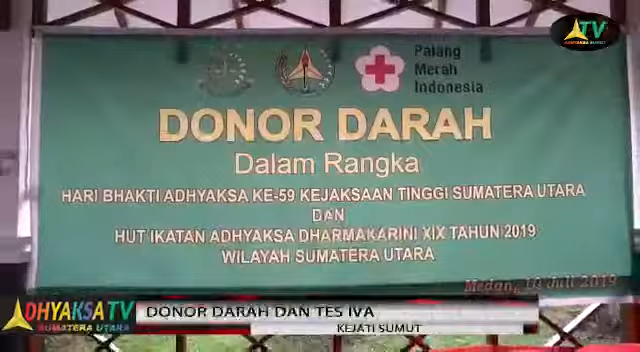 TV
ADHYAKSA SUMUT
Palang
Merah
Indonesia
DONOR DARAH
Dalam Rangka
HARI BHAKTI ADHYAKSA KE-59 KEJAKSAAN TINGGI SUMATERA UTARA
DAN
HUT IKATAN ADHYAKSA DHARMAKARINI XIX TAHUN 2019
WILAYAH SUMATERA UTARA
Medan, Juli 2019
ADHYAKSA TV
SUMATERA UTARA
DONOR DARAH DAN TES IVA
KEJATI SUMUT